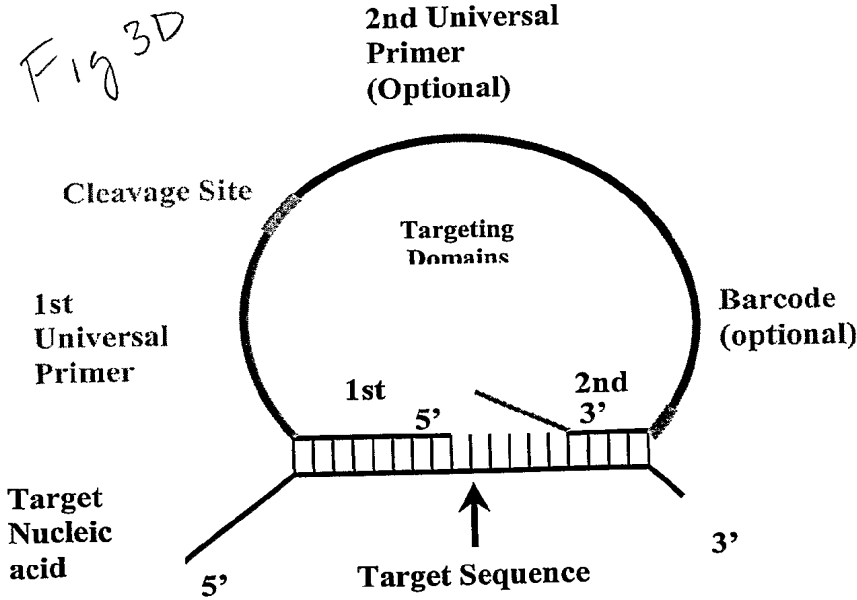 Fig 3D
2nd Universal
Primer
(Optional)
Cleavage Site
Targeting
Domains
1st
Universal
Primer
Barcode
(optional)
1st
2nd
5’
3’
Target
Nucleic
acid
5’
Target Sequence
3’